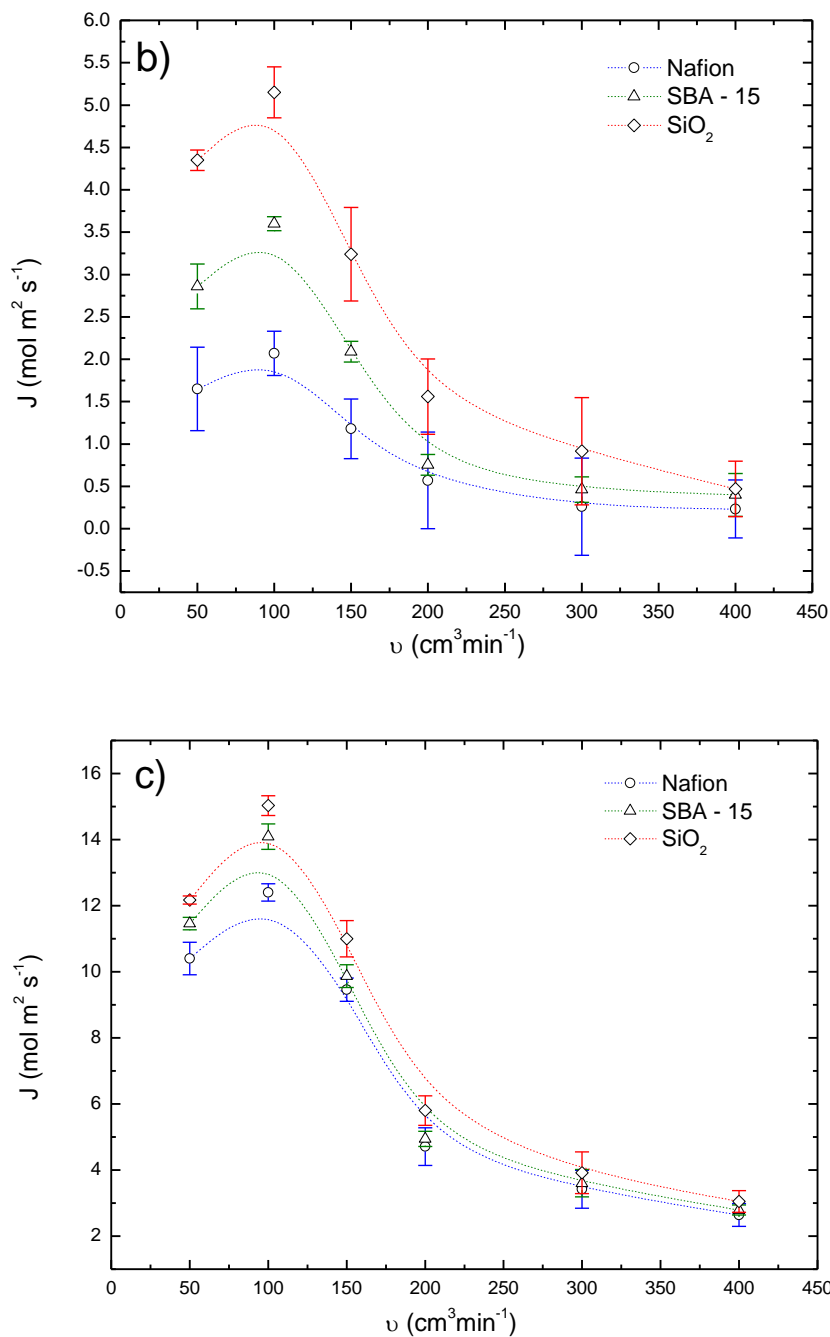 b)
Nafion
SBA - 15
SiO₂
6.0
5.5
5.0
4.5
4.0
3.5
3.0
2.5
2.0
1.5
1.0
0.5
0.0
-0.5
J (mol m² s⁻¹)
0 50 100 150 200 250 300 350 400 450
υ (cm³min⁻¹)
c)
Nafion
SBA - 15
SiO₂
16
14
12
10
8
6
4
2
J (mol m² s⁻¹)
0 50 100 150 200 250 300 350 400 450
υ (cm³min⁻¹)